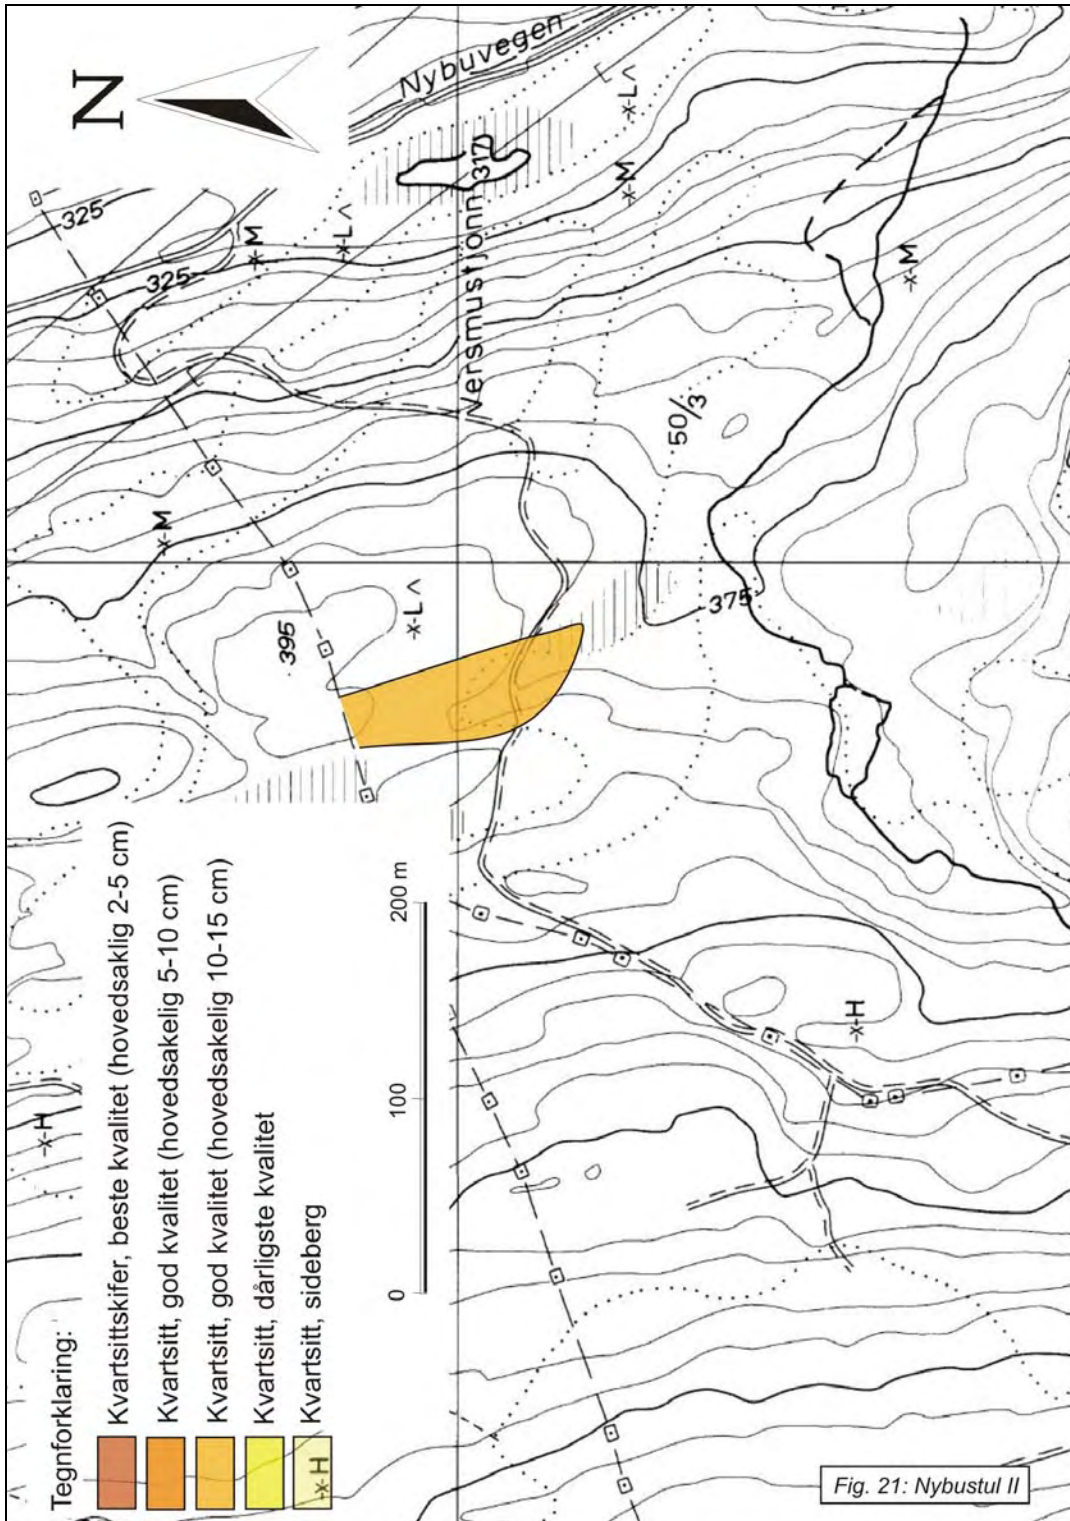 N
Nybuvegen
Versmustjønn 317
325
325
395
375
50/3
x-M
x-L ^
x-L ^
x-M
x-M
x-M
x-L ^
x-H
x-H
Tegnforklaring:
Kvartsittskifer, beste kvalitet (hovedsaklig 2-5 cm)
Kvartsitt, god kvalitet (hovedsakelig 5-10 cm)
Kvartsitt, god kvalitet (hovedsakelig 10-15 cm)
Kvartsitt, dårligste kvalitet
x-H Kvartsitt, sideberg
0 100 200 m
Fig. 21: Nybustul II